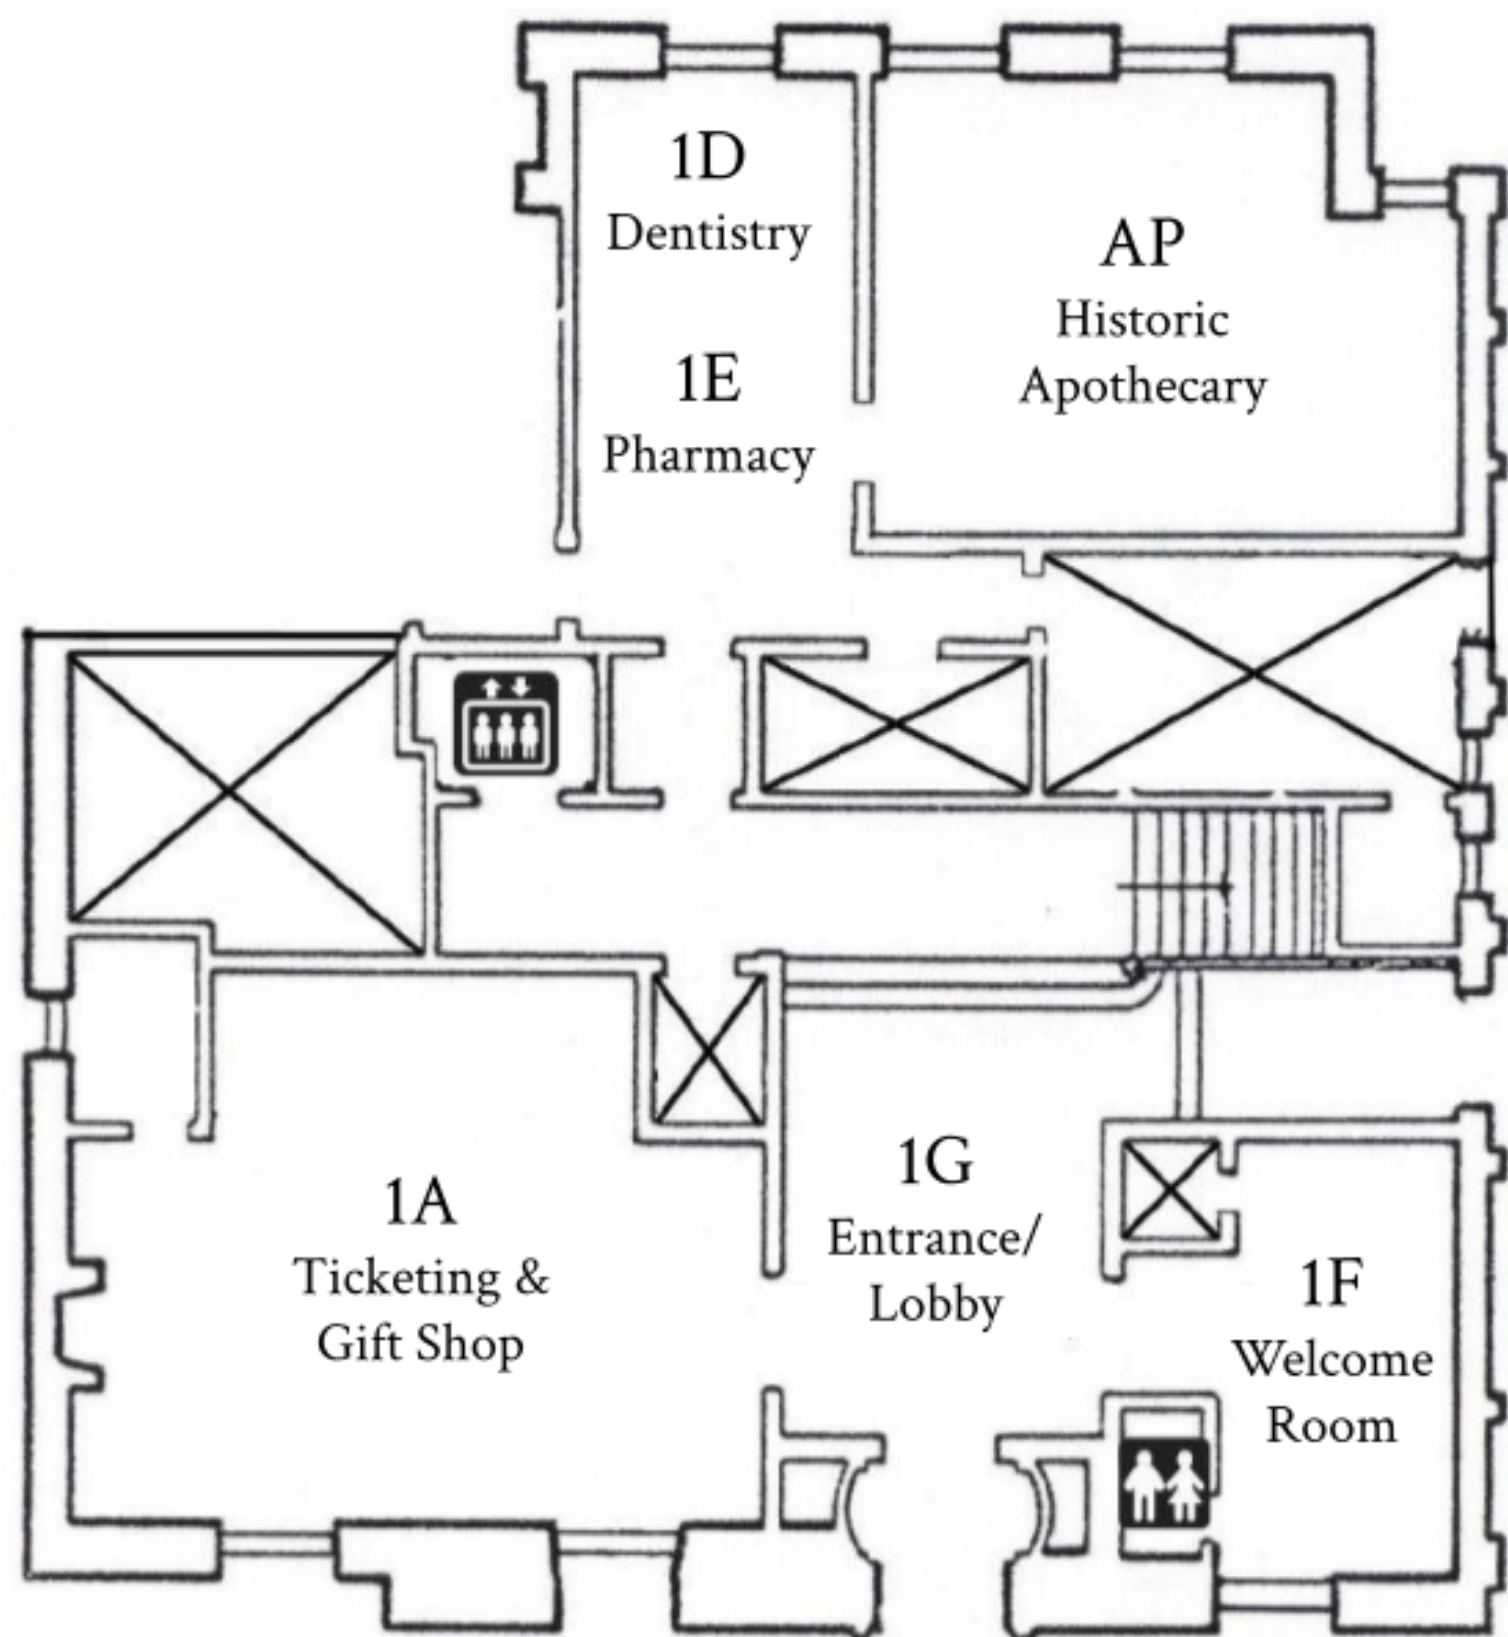 1D
Dentistry
AP
Historic
Apothecary
1E
Pharmacy
1A
Ticketing &
Gift Shop
1G
Entrance/
Lobby
1F
Welcome
Room